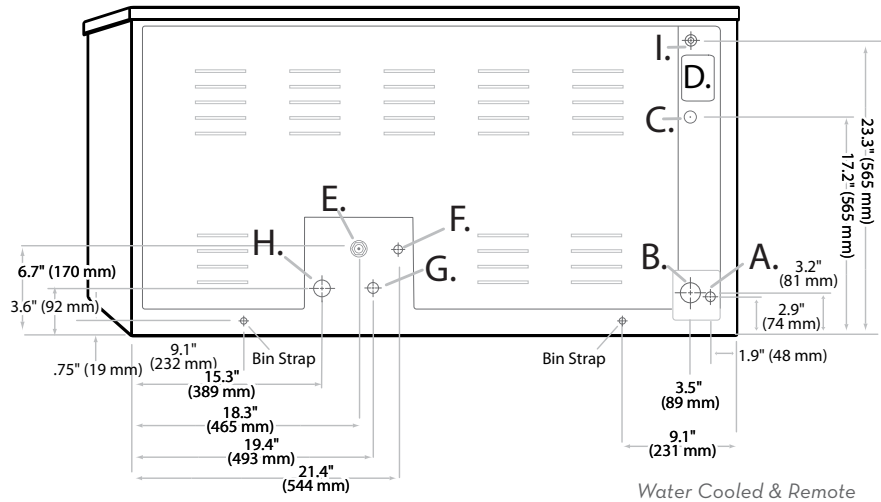 I.
D.
C.
23.3" (565 mm)
17.2" (565 mm)
E.
F.
H.
G.
B.
A.
6.7" (170 mm)
3.6" (92 mm)
3.2"
(81 mm)
2.9"
(74 mm)
.75" (19 mm)
9.1"
(232 mm)
Bin Strap
Bin Strap
1.9" (48 mm)
15.3"
(389 mm)
3.5"
(89 mm)
18.3"
(465 mm)
19.4"
(493 mm)
9.1"
(231 mm)
21.4"
(544 mm)
Water Cooled & Remote